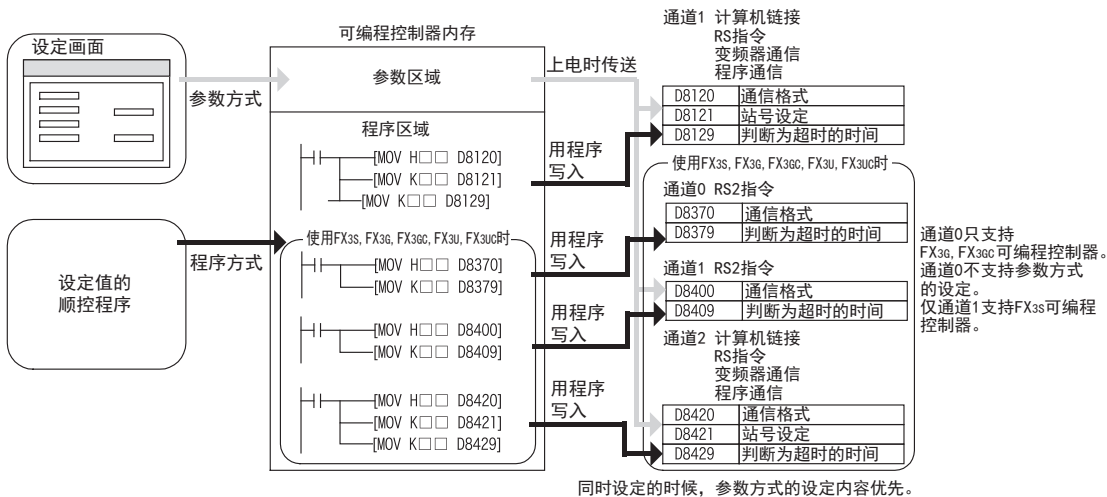 设定画面
参数方式
设定值的
顺控程序
程序方式
可编程控制器内存
参数区域
程序区域
[MOV H□□ D8120]
[MOV K□□ D8121]
[MOV K□□ D8129]
使用FX3S, FX3G, FX3GC, FX3U, FX3UC时
[MOV H□□ D8370]
[MOV K□□ D8379]
[MOV H□□ D8400]
[MOV K□□ D8409]
[MOV H□□ D8420]
[MOV K□□ D8421]
[MOV K□□ D8429]
上电时传送
用程序
写入
用程序
写入
用程序
写入
用程序
写入
通道1 计算机链接
RS指令
变频器通信
程序通信
D8120 通信格式
D8121 站号设定
D8129 判断为超时的时间
使用FX3S, FX3G, FX3GC, FX3U, FX3UC时
通道0 RS2指令
D8370 通信格式
D8379 判断为超时的时间
通道1 RS2指令
D8400 通信格式
D8409 判断为超时的时间
通道2 计算机链接
RS指令
变频器通信
程序通信
D8420 通信格式
D8421 站号设定
D8429 判断为超时的时间
通道0只支持
FX3G, FX3GC可编程控制器。
通道0不支持参数方式
的设定。
仅通道1支持FX3S可编程
控制器。
同时设定的时候，参数方式的设定内容优先。